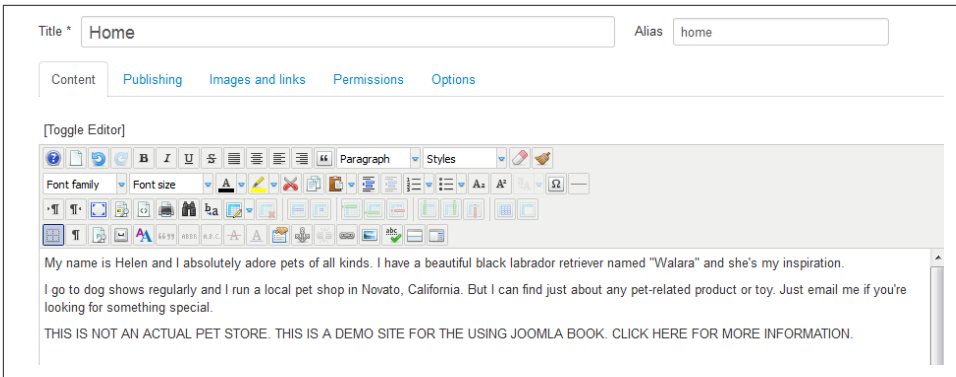 Title * Home Alias home
Content Publishing Images and links Permissions Options
[Toggle Editor]
B I U S Paragraph Styles
Font family Font size A A₂ A² Ω
My name is Helen and I absolutely adore pets of all kinds. I have a beautiful black labrador retriever named "Walara" and she's my inspiration.
I go to dog shows regularly and I run a local pet shop in Novato, California. But I can find just about any pet-related product or toy. Just email me if you're
looking for something special.
THIS IS NOT AN ACTUAL PET STORE. THIS IS A DEMO SITE FOR THE USING JOOMLA BOOK. CLICK HERE FOR MORE INFORMATION.